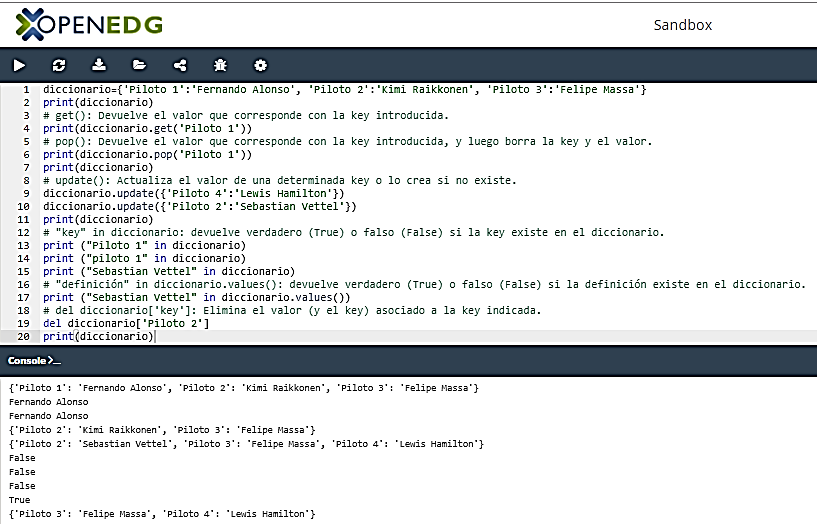 OPENEDG
Sandbox
1 diccionario={'Piloto 1':'Fernando Alonso', 'Piloto 2':'Kimi Raikkonen', 'Piloto 3':'Felipe Massa'}
2 print(diccionario)
3 # get(): Devuelve el valor que corresponde con la key introducida.
4 print(diccionario.get('Piloto 1'))
5 # pop(): Devuelve el valor que corresponde con la key introducida, y luego borra la key y el valor.
6 print(diccionario.pop('Piloto 1'))
7 print(diccionario)
8 # update(): Actualiza el valor de una determinada key o lo crea si no existe.
9 diccionario.update({'Piloto 4':'Lewis Hamilton'})
10 diccionario.update({'Piloto 2':'Sebastian Vettel'})
11 print(diccionario)
12 # "key" in diccionario: devuelve verdadero (True) o falso (False) si la key existe en el diccionario.
13 print ("Piloto 1" in diccionario)
14 print ("piloto 1" in diccionario)
15 print ("Sebastian Vettel" in diccionario)
16 # "definición" in diccionario.values(): devuelve verdadero (True) o falso (False) si la definición existe en el diccionario.
17 print ("Sebastian Vettel" in diccionario.values())
18 # del diccionario['key']: Elimina el valor (y el key) asociado a la key indicada.
19 del diccionario['Piloto 2']
20 print(diccionario)
Console>_
{'Piloto 1': 'Fernando Alonso', 'Piloto 2': 'Kimi Raikkonen', 'Piloto 3': 'Felipe Massa'}
Fernando Alonso
Fernando Alonso
{'Piloto 2': 'Kimi Raikkonen', 'Piloto 3': 'Felipe Massa'}
{'Piloto 2': 'Sebastian Vettel', 'Piloto 3': 'Felipe Massa', 'Piloto 4': 'Lewis Hamilton'}
False
False
False
True
{'Piloto 3': 'Felipe Massa', 'Piloto 4': 'Lewis Hamilton'}